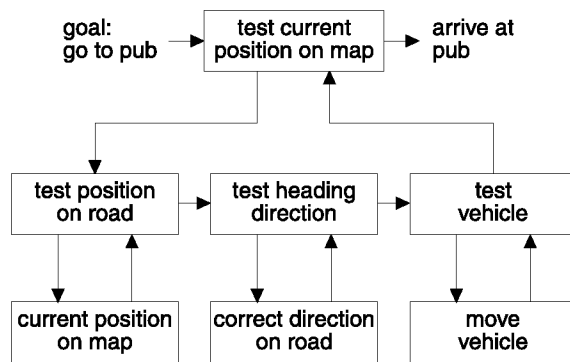 goal:
go to pub
test current
position on map
arrive at
pub
test position
on road
test heading
direction
test
vehicle
current position
on map
correct direction
on road
move
vehicle